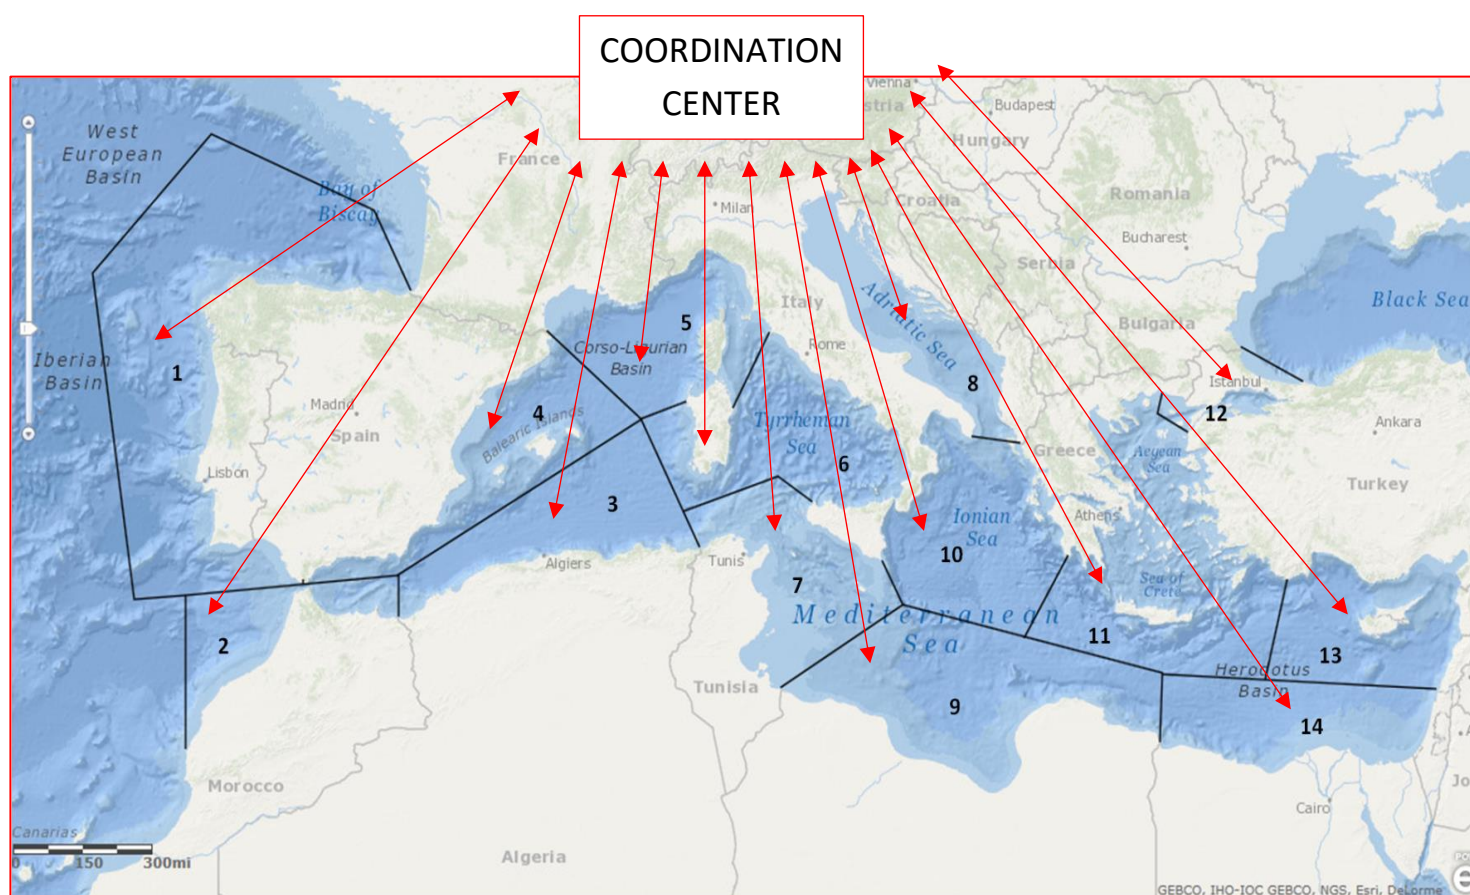 COORDINATION
CENTER
West
European
Basin
Bay of
Biscay
France
Vienna
Budapest
Hungary
Romania
Croatia
Milan
Bucharest
Serbia
Black Sea
Bulgaria
Italy
Adriatic Sea
Rome
Iberian
Basin
1
5
Corso-Ligurian
Basin
Madrid
Spain
4
Balearic Islands
Lisbon
Tyrrhenian
Sea
6
8
Istanbul
12
Ankara
Greece
Aegean
Sea
Turkey
3
Ionian
Sea
10
Athens
Algiers
Tunis
7
Sea of
Crete
Mediterranean
Sea
2
11
13
Herodotus
Basin
Tunisia
9
14
Morocco
Cairo
Canarias
0 150 300mi
Algeria
GEBCO, IHO-IOC GEBCO, NGS, Esri, DeLorme